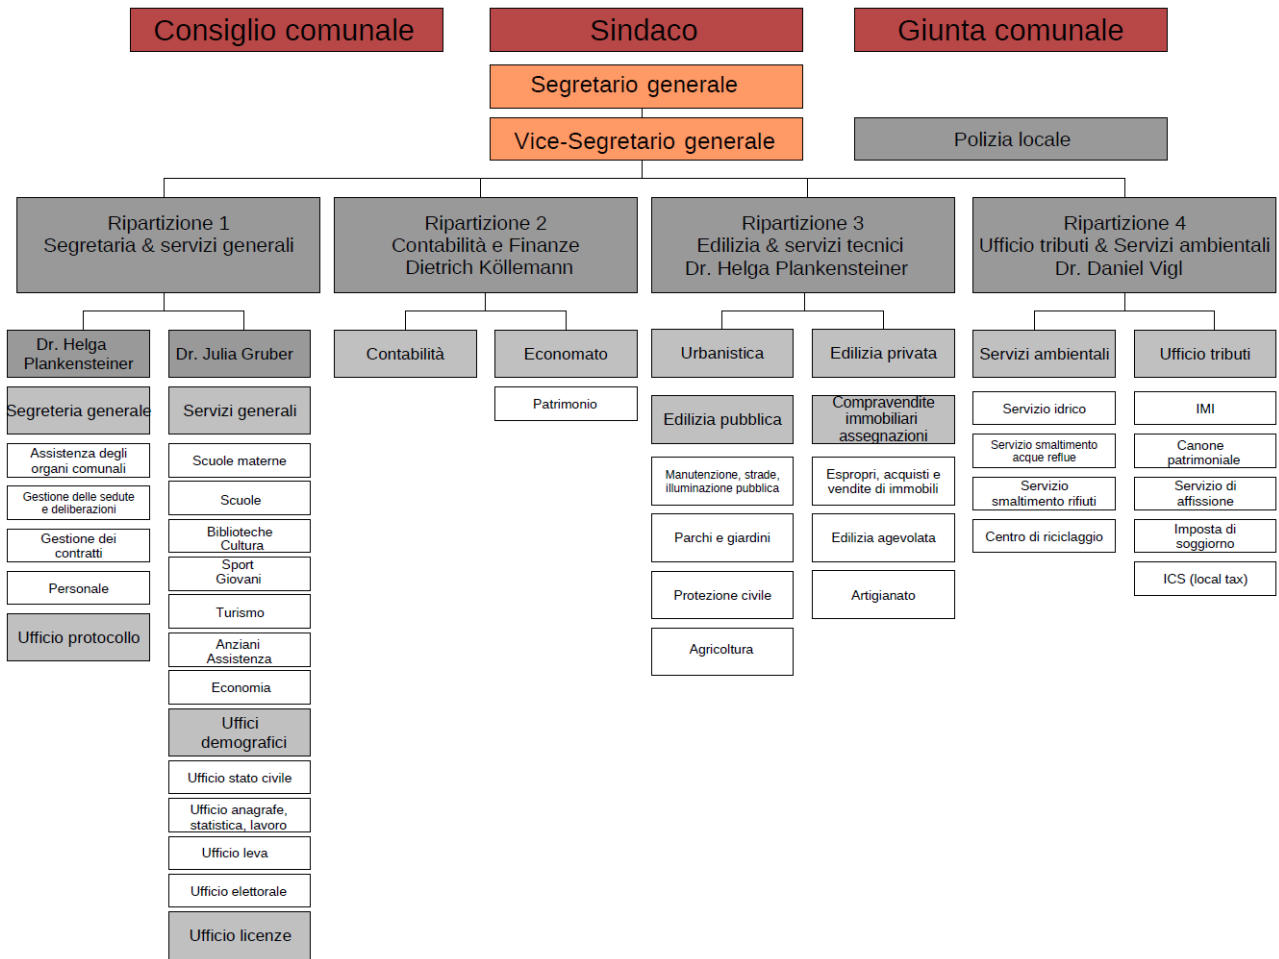 Consiglio comunale
Sindaco
Giunta comunale
Segretario generale
Vice-Segretario generale
Polizia locale
Ripartizione 1
Segretaria & servizi generali
Ripartizione 2
Contabilità e Finanze
Dietrich Köllemann
Ripartizione 3
Edilizia & servizi tecnici
Dr. Helga Plankensteiner
Ripartizione 4
Ufficio tributi & Servizi ambientali
Dr. Daniel Vigl
Dr. Helga
Plankensteiner
Segreteria generale
Assistenza degli
organi comunali
Gestione delle sedute
e deliberazioni
Gestione dei
contratti
Personale
Ufficio protocollo
Dr. Julia Gruber
Servizi generali
Scuole materne
Scuole
Biblioteche
Cultura
Sport
Giovani
Turismo
Anziani
Assistenza
Economia
Uffici
demografici
Ufficio stato civile
Ufficio anagrafe,
statistica, lavoro
Ufficio leva
Ufficio elettorale
Ufficio licenze
Contabilità
Economato
Patrimonio
Urbanistica
Edilizia pubblica
Manutenzione, strade,
illuminazione pubblica
Parchi e giardini
Protezione civile
Agricoltura
Edilizia privata
Compravendite
immobiliari
assegnazioni
Espropri, acquisti e
vendite di immobili
Edilizia agevolata
Artigianato
Servizi ambientali
Servizio idrico
Servizio smaltimento
acque reflue
Servizio
smaltimento rifiuti
Centro di riciclaggio
Ufficio tributi
IMI
Canone
patrimoniale
Servizio di
affissione
Imposta di
soggiorno
ICS (local tax)